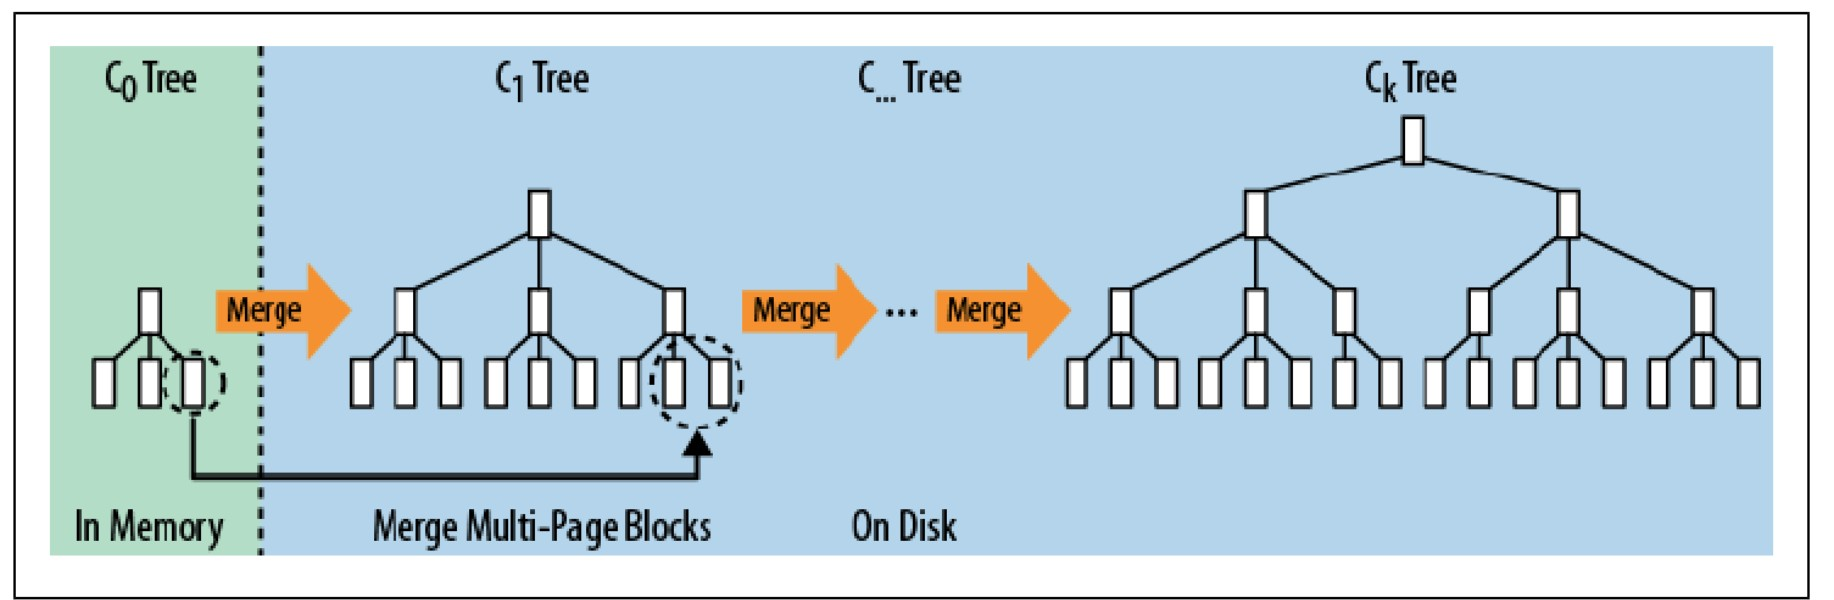 C0 Tree
C1 Tree
C... Tree
Ck Tree
Merge
Merge
...
Merge
In Memory
Merge Multi-Page Blocks
On Disk